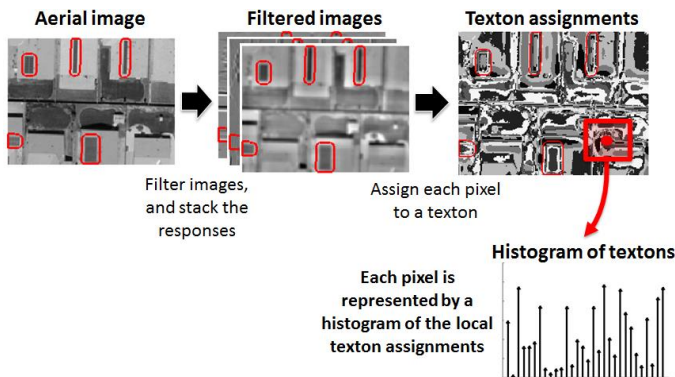 Aerial image
Filtered images
Texton assignments
Filter images,
and stack the
responses
Assign each pixel
to a texton
Histogram of textons
Each pixel is
represented by a
histogram of the local
texton assignments